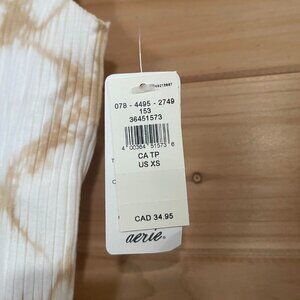 078 - 4495 - 2749
153
36451573
4 00364 51573 6
CA TP
US XS
CAD 34.95
aerie®